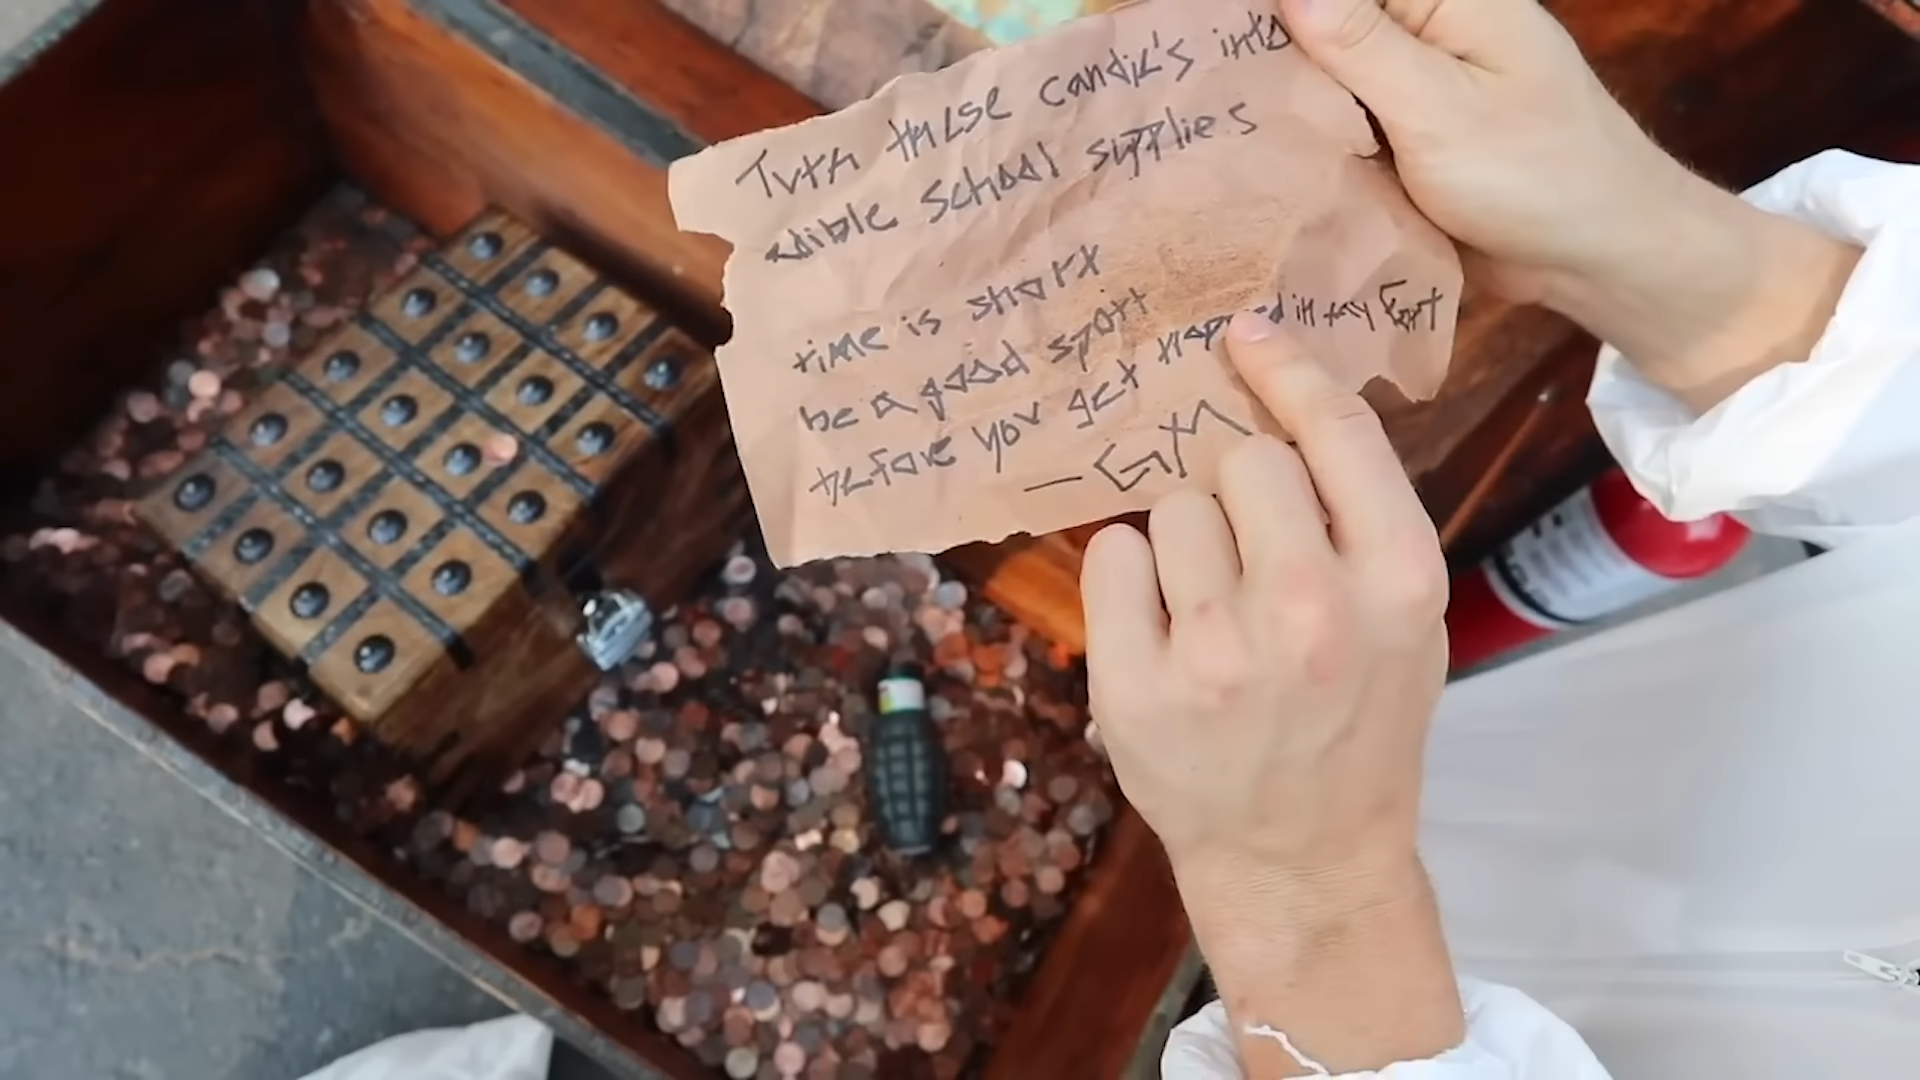 Turn these candie's into
edible school supplies
time is short
be a good sport
before you get trapped in my fort
- GM